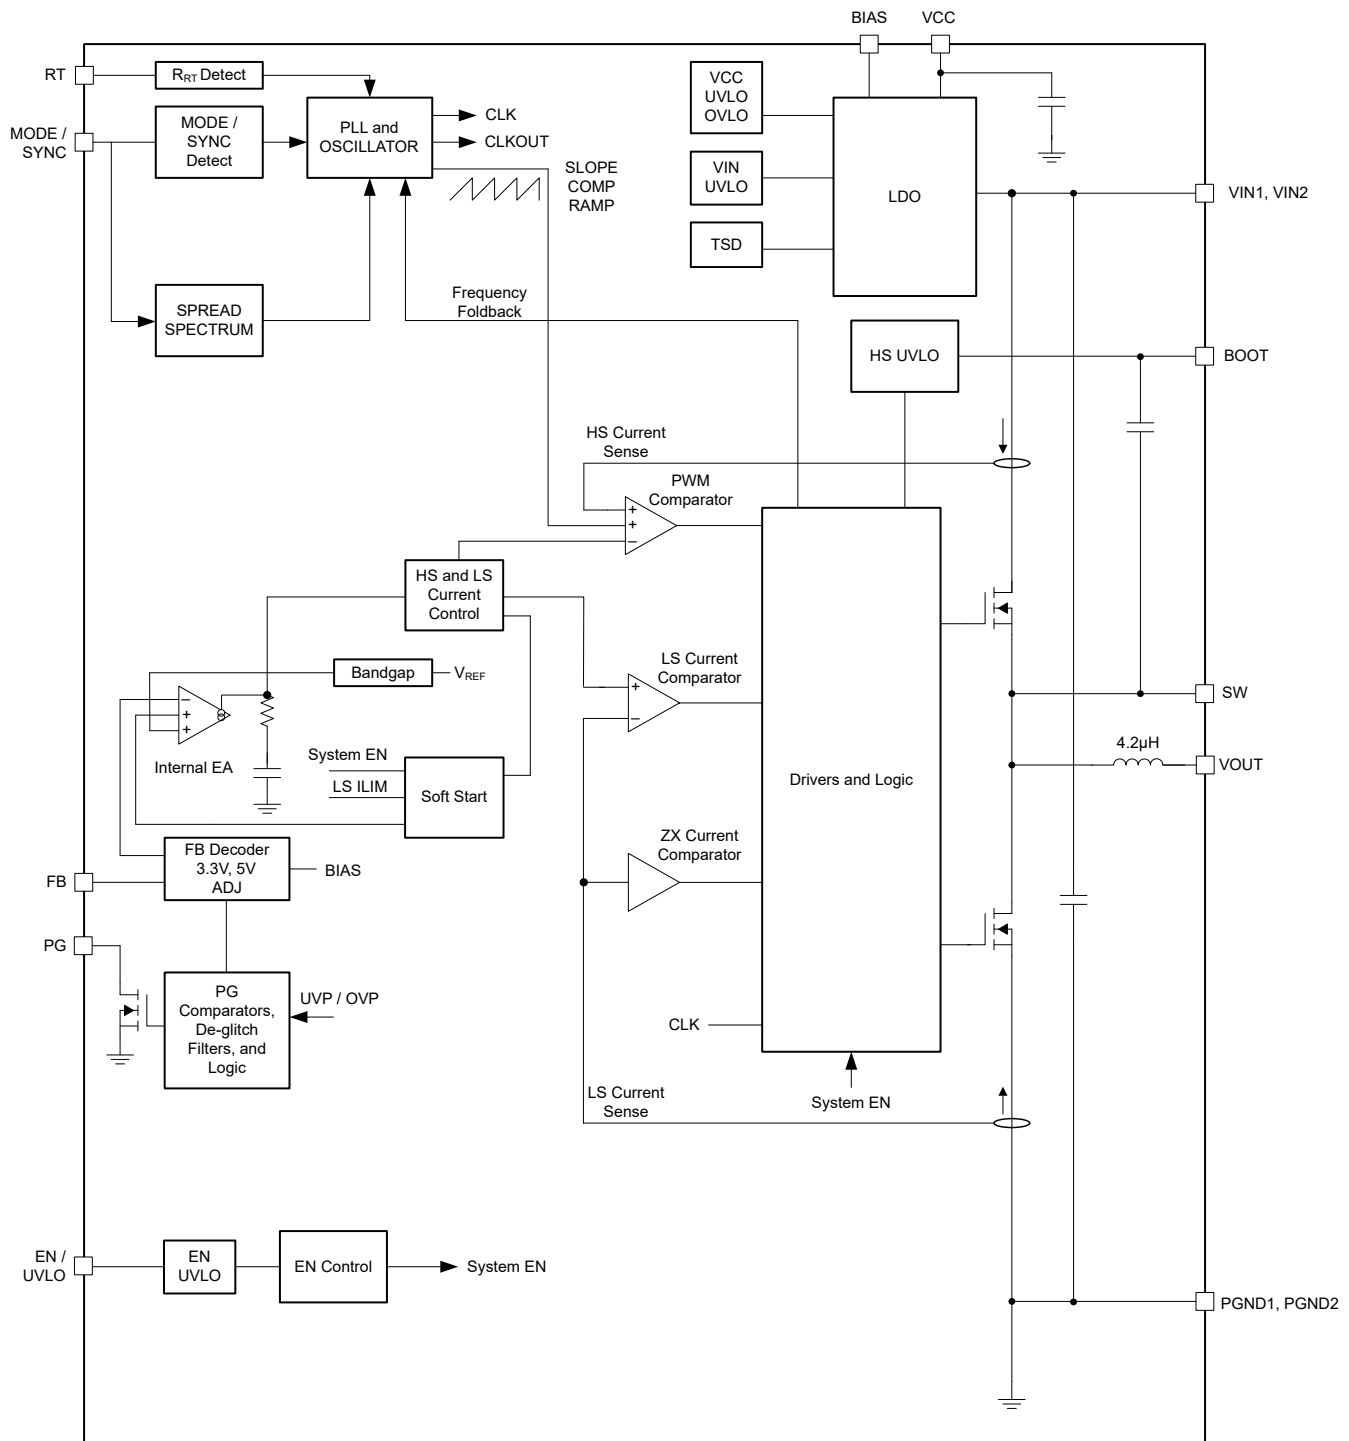 BIAS
VCC
RT
RRT Detect
MODE /
SYNC
MODE /
SYNC
Detect
PLL and
OSCILLATOR
CLK
CLKOUT
SLOPE
COMP
RAMP
VCC
UVLO
OVLO
VIN
UVLO
TSD
LDO
VIN1, VIN2
SPREAD
SPECTRUM
Frequency
Foldback
HS UVLO
BOOT
HS Current
Sense
PWM
Comparator
+
+
–
HS and LS
Current
Control
Bandgap
VREF
LS Current
Comparator
+
–
–
+
+
Internal EA
SW
4.2µH
VOUT
System EN
LS ILIM
Soft Start
Drivers and Logic
FB Decoder
3.3V, 5V
ADJ
BIAS
FB
ZX Current
Comparator
PG
PG
Comparators,
De-glitch
Filters, and
Logic
UVP / OVP
CLK
System EN
LS Current
Sense
EN /
UVLO
EN
UVLO
EN Control
System EN
PGND1, PGND2